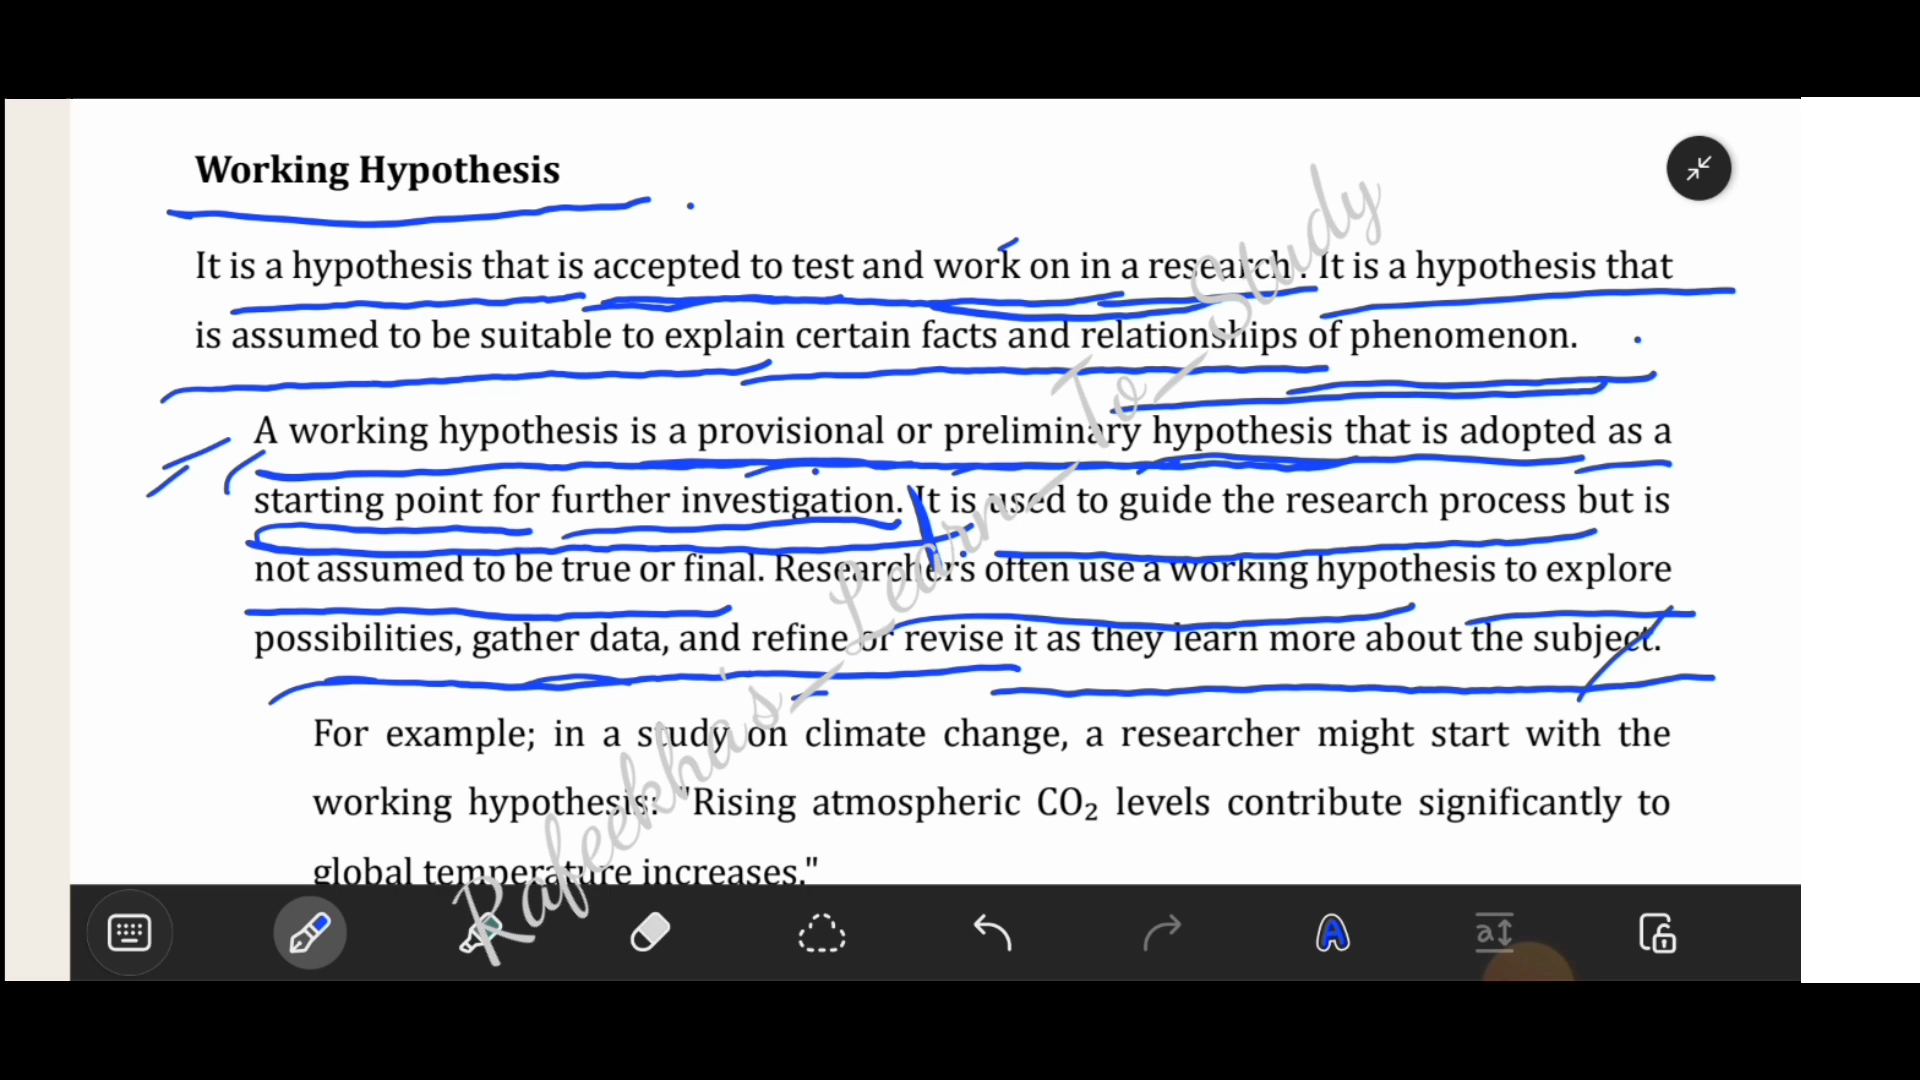 Working Hypothesis
It is a hypothesis that is accepted to test and work on in a research . It is a hypothesis that
is assumed to be suitable to explain certain facts and relationships of phenomenon.
A working hypothesis is a provisional or preliminary hypothesis that is adopted as a
starting point for further investigation. It is used to guide the research process but is
not assumed to be true or final. Researchers often use a working hypothesis to explore
possibilities, gather data, and refine or revise it as they learn more about the subject.
For example; in a study on climate change, a researcher might start with the
working hypothesis: "Rising atmospheric CO₂ levels contribute significantly to
global temperature increases."
Rafeekha's_Learn_To_Study
A
a